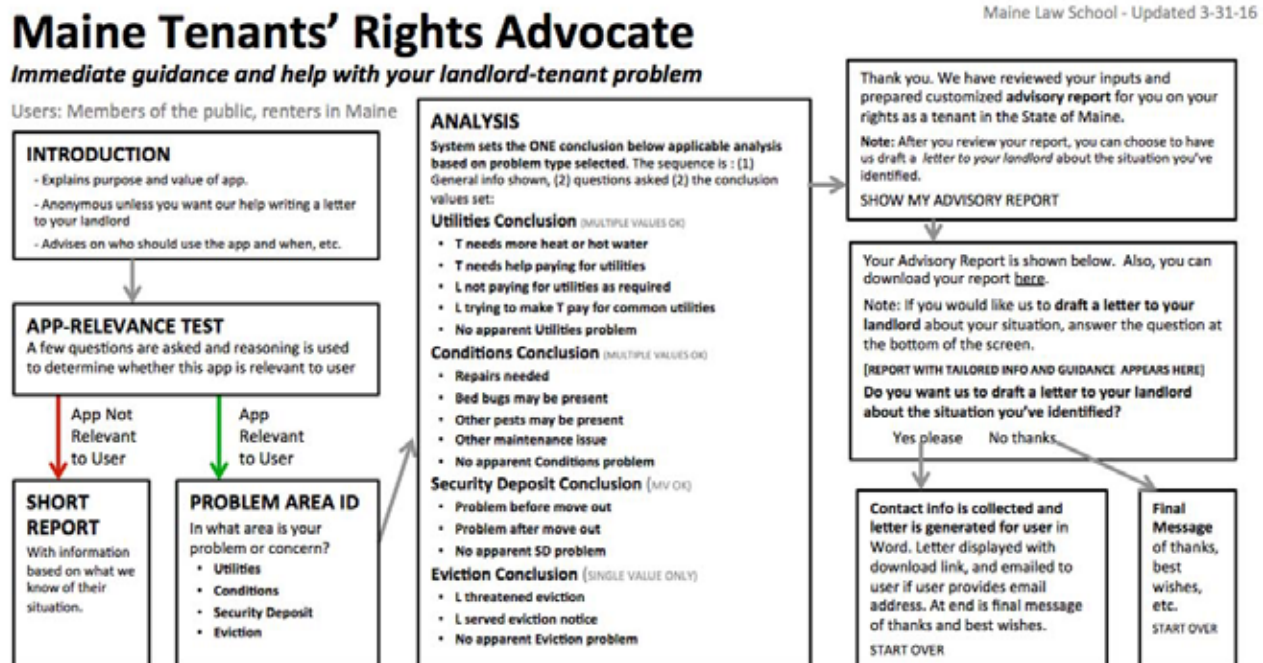 Maine Law School - Updated 3-31-16
Maine Tenants' Rights Advocate
Immediate guidance and help with your landlord-tenant problem
Users: Members of the public, renters in Maine
INTRODUCTION
- Explains purpose and value of app.
- Anonymous unless you want our help writing a letter
to your landlord
- Advises on who should use the app and when, etc.
APP-RELEVANCE TEST
A few questions are asked and reasoning is used
to determine whether this app is relevant to user
App Not
Relevant
to User
App
Relevant
to User
SHORT
REPORT
With information
based on what we
know of their
situation.
PROBLEM AREA ID
In what area is your
problem or concern?
• Utilities
• Conditions
• Security Deposit
• Eviction
ANALYSIS
System sets the ONE conclusion below applicable analysis
based on problem type selected. The sequence is : (1)
General info shown, (2) questions asked (2) the conclusion
values set:
Utilities Conclusion (MULTIPLE VALUES OK)
• T needs more heat or hot water
• T needs help paying for utilities
• L not paying for utilities as required
• L trying to make T pay for common utilities
• No apparent Utilities problem
Conditions Conclusion (MULTIPLE VALUES OK)
• Repairs needed
• Bed bugs may be present
• Other pests may be present
• Other maintenance issue
• No apparent Conditions problem
Security Deposit Conclusion (MV OK)
• Problem before move out
• Problem after move out
• No apparent SD problem
Eviction Conclusion (SINGLE VALUE ONLY)
• L threatened eviction
• L served eviction notice
• No apparent Eviction problem
Thank you. We have reviewed your inputs and
prepared customized advisory report for you on your
rights as a tenant in the State of Maine.
Note: After you review your report, you can choose to have
us draft a letter to your landlord about the situation you've
identified.
SHOW MY ADVISORY REPORT
Your Advisory Report is shown below. Also, you can
download your report here.
Note: If you would like us to draft a letter to your
landlord about your situation, answer the question at
the bottom of the screen.
[REPORT WITH TAILORED INFO AND GUIDANCE APPEARS HERE]
Do you want us to draft a letter to your landlord
about the situation you've identified?
Yes please No thanks
Contact info is collected and
letter is generated for user in
Word. Letter displayed with
download link, and emailed to
user if user provides email
address. At end is final message
of thanks and best wishes.
START OVER
Final
Message
of thanks,
best
wishes,
etc.
START OVER